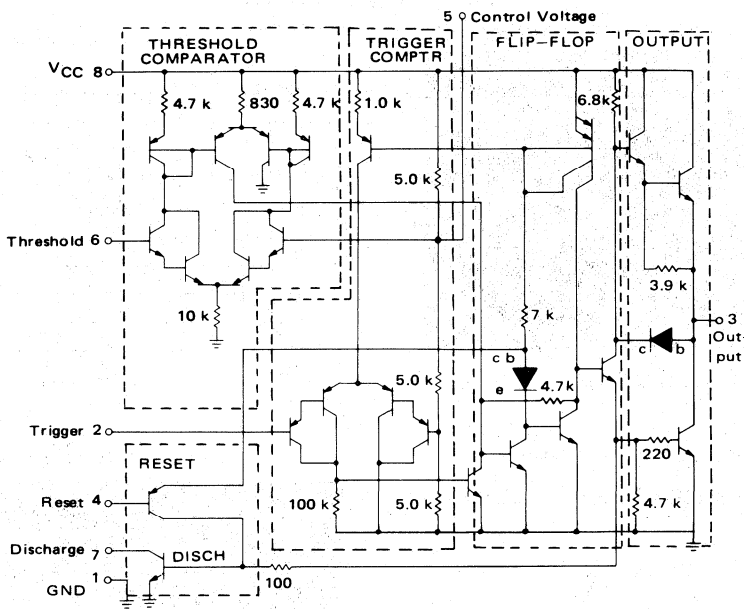 5 Control Voltage
THRESHOLD
COMPARATOR
TRIGGER
COMPTR
FLIP-FLOP
OUTPUT
VCC 8
4.7 k
830
4.7 k
1.0 k
6.8k
5.0 k
Threshold 6
3.9 k
10 k
7 k
3
Out-
put
c b
c
b
5.0 k
e
4.7k
Trigger 2
RESET
220
Reset 4
100 k
5.0 k
4.7 k
Discharge 7
DISCH
100
GND 1